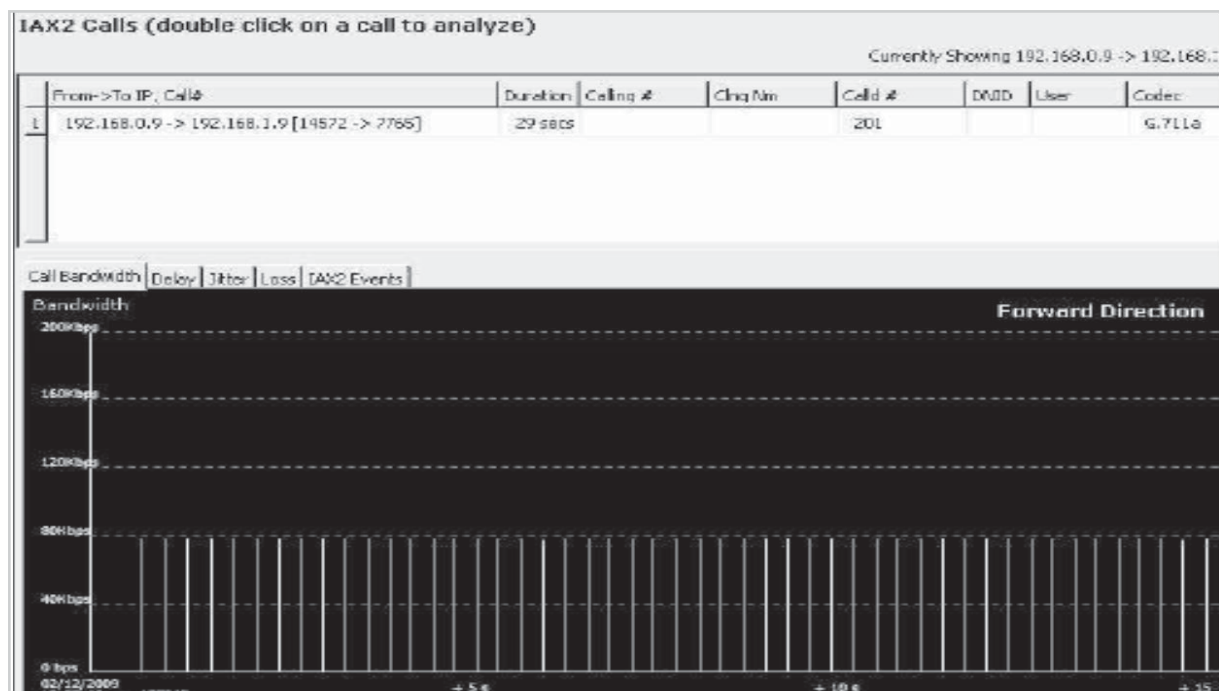 IAX2 Calls (double click on a call to analyze)
Currently Showing 192.168.0.9 -> 192.168.
From->To IP, Call# Duration Calling # Clng Nm Calld # DNID User Codec
1 192.168.0.9 -> 192.168.1.9 [14572 -> 7765] 29 secs 201 G.711a
Call Bandwidth Delay Jitter Loss IAX2 Events
Bandwidth Forward Direction
200Kbps
160Kbps
120Kbps
80Kbps
40Kbps
0 bps
02/12/2009 + 5 s + 10 s + 15